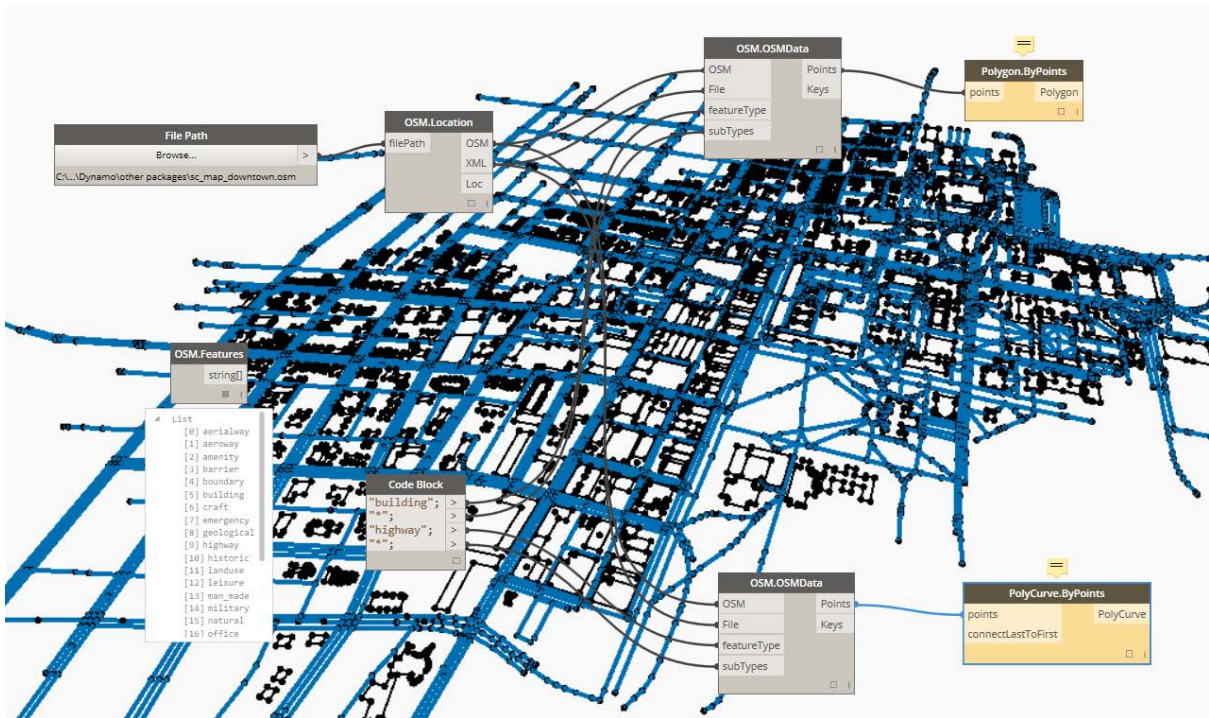 File Path
Browse... >
C:\...\Dynamo\other packages\sc_map_downtown.osm
OSM.Location
filePath OSM
XML
Loc
OSM.OSMData
OSM Points
File Keys
featureType
subTypes
Polygon.ByPoints
points Polygon
OSM.Features
string[]
List
[0] aerialway
[1] aeroway
[2] amenity
[3] barrier
[4] boundary
[5] building
[6] craft
[7] emergency
[8] geological
[9] highway
[10] historic
[11] landuse
[12] leisure
[13] man_made
[14] military
[15] natural
[16] office
Code Block
"building"; >
"*"; >
"highway"; >
"*"; >
OSM.OSMData
OSM Points
File Keys
featureType
subTypes
PolyCurve.ByPoints
points PolyCurve
connectLastToFirst